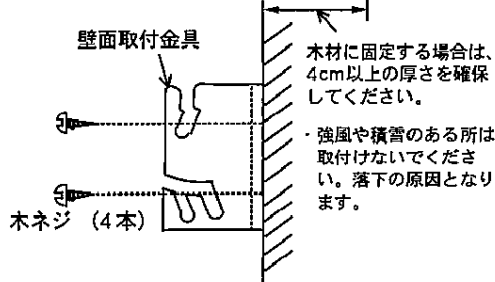 壁面取付金具
木材に固定する場合は、
4cm以上の厚さを確保
してください。
・強風や積雪のある所は
取付けないでくださ
い。落下の原因となり
ます。
木ネジ （4本）